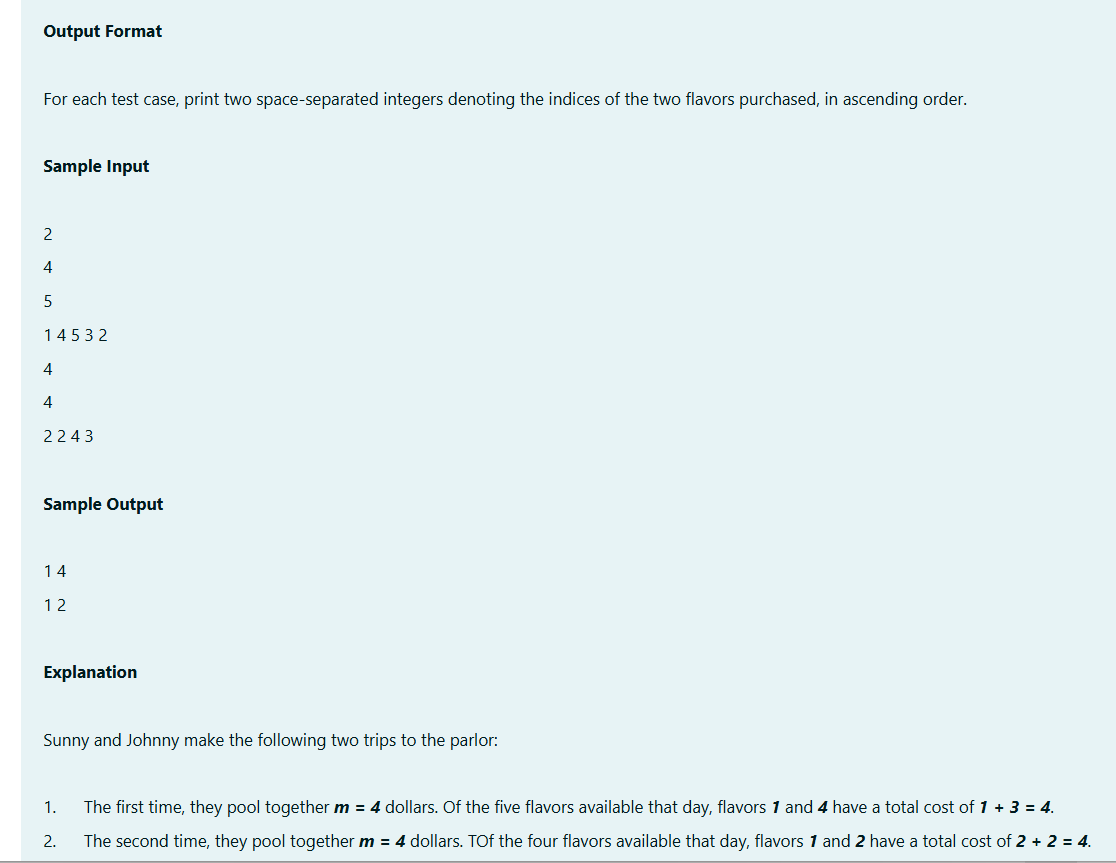 Output Format
For each test case, print two space-separated integers denoting the indices of the two flavors purchased, in ascending order.
Sample Input
2
4
5
1 4 5 3 2
4
4
2 2 4 3
Sample Output
1 4
1 2
Explanation
Sunny and Johnny make the following two trips to the parlor:
1. The first time, they pool together m = 4 dollars. Of the five flavors available that day, flavors 1 and 4 have a total cost of 1 + 3 = 4.
2. The second time, they pool together m = 4 dollars. TOf the four flavors available that day, flavors 1 and 2 have a total cost of 2 + 2 = 4.